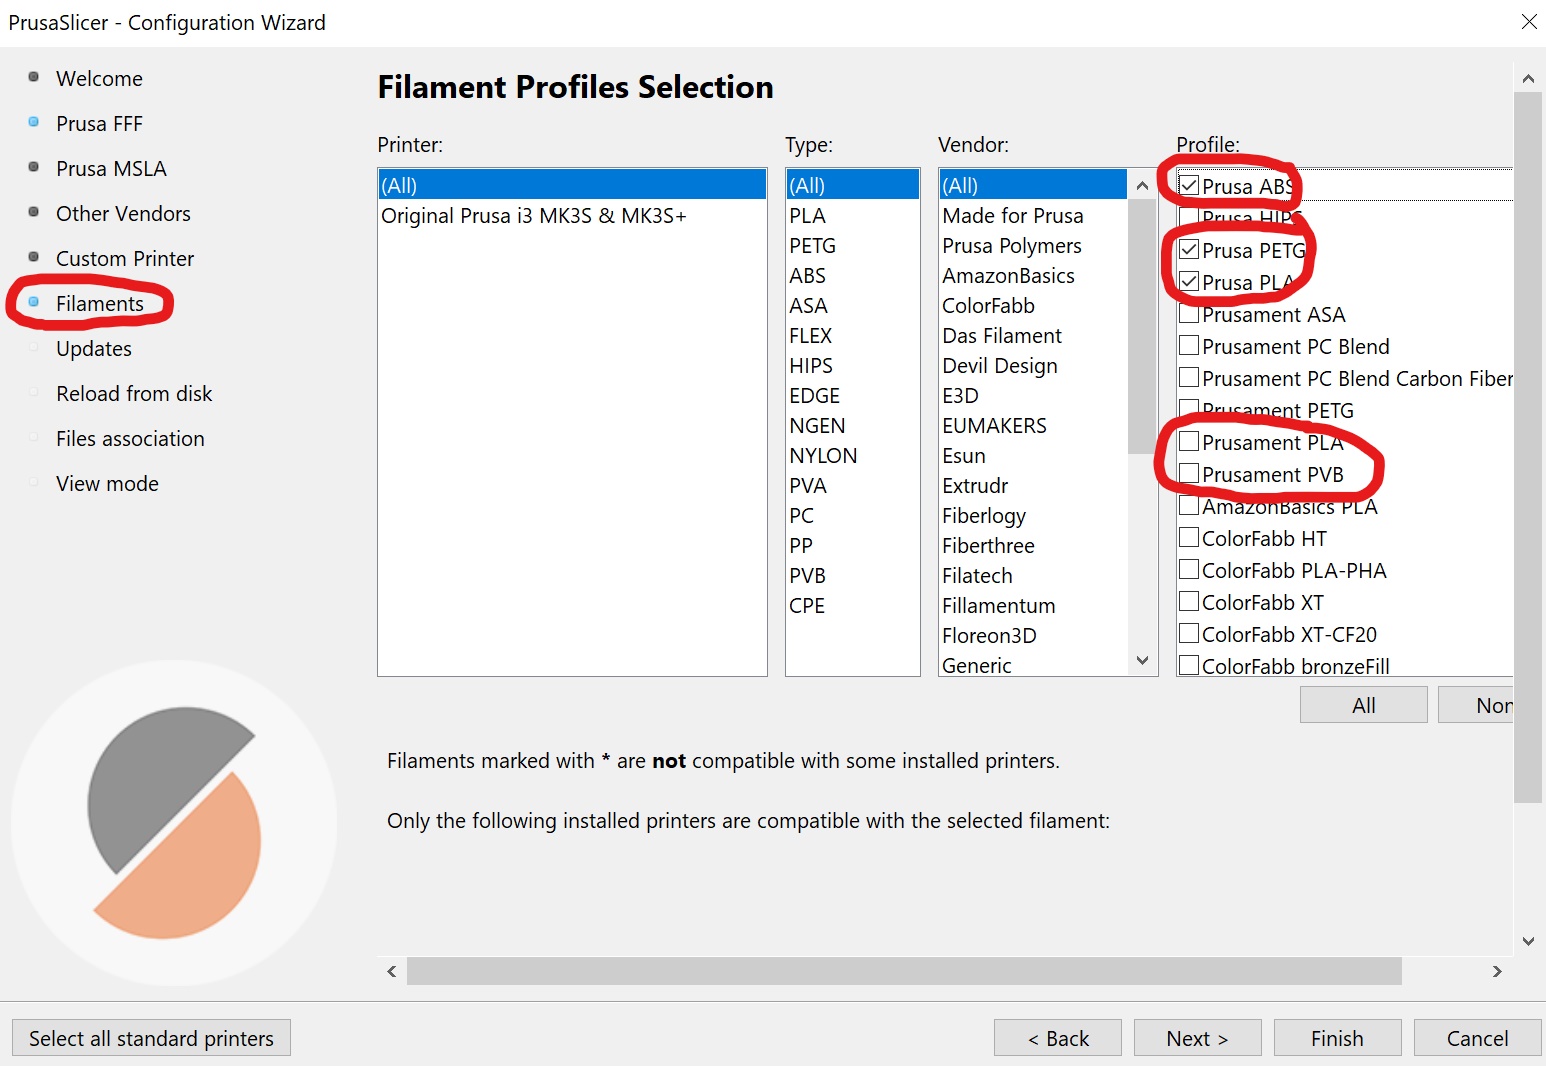 PrusaSlicer - Configuration Wizard
Welcome
Prusa FFF
Prusa MSLA
Other Vendors
Custom Printer
Filaments
Updates
Reload from disk
Files association
View mode
Filament Profiles Selection
Printer:
(All)
Original Prusa i3 MK3S & MK3S+
Type:
(All)
PLA
PETG
ABS
ASA
FLEX
HIPS
EDGE
NGEN
NYLON
PVA
PC
PP
PVB
CPE
Vendor:
(All)
Made for Prusa
Prusa Polymers
AmazonBasics
ColorFabb
Das Filament
Devil Design
E3D
EUMAKERS
Esun
Extrudr
Fiberlogy
Fiberthree
Filatech
Fillamentum
Floreon3D
Generic
Profile:
Prusa ABS
Prusa HIPS
Prusa PETG
Prusa PLA
Prusament ASA
Prusament PC Blend
Prusament PC Blend Carbon Fiber
Prusament PETG
Prusament PLA
Prusament PVB
AmazonBasics PLA
ColorFabb HT
ColorFabb PLA-PHA
ColorFabb XT
ColorFabb XT-CF20
ColorFabb bronzeFill
All
Non
Filaments marked with * are not compatible with some installed printers.
Only the following installed printers are compatible with the selected filament:
Select all standard printers
< Back
Next >
Finish
Cancel